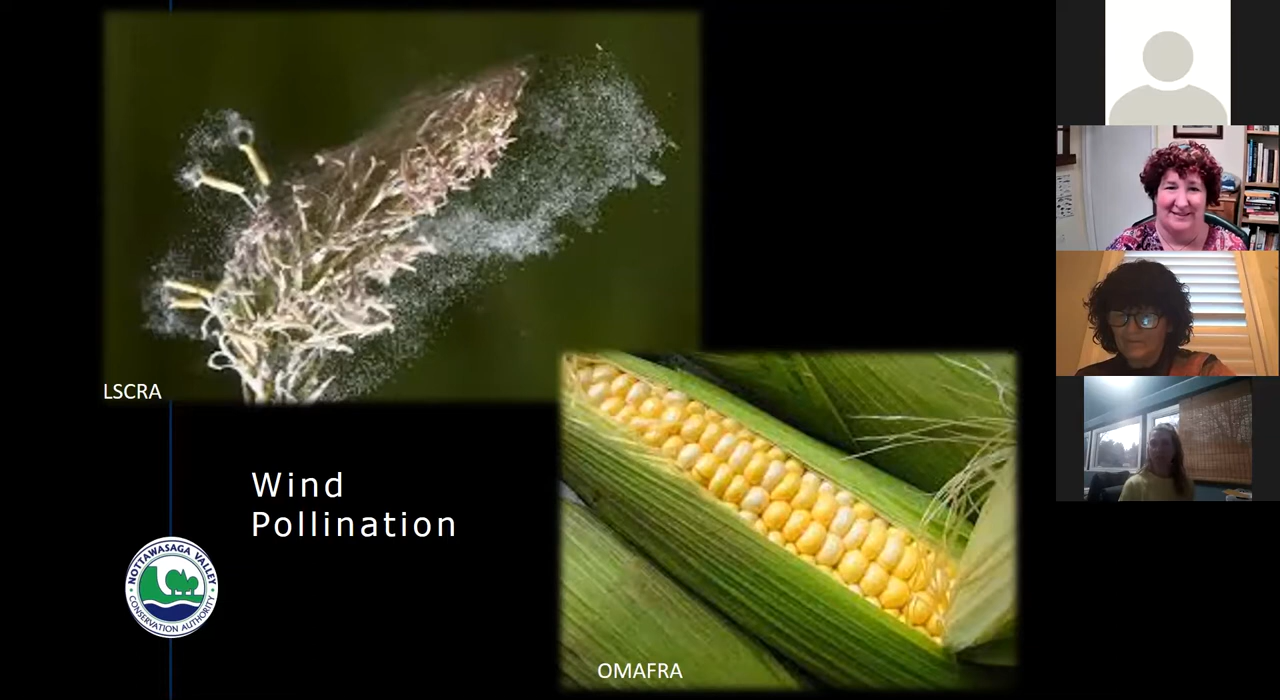 LSCRA
Wind
Pollination
NOTTAWASAGA VALLEY
CONSERVATION AUTHORITY
OMAFRA